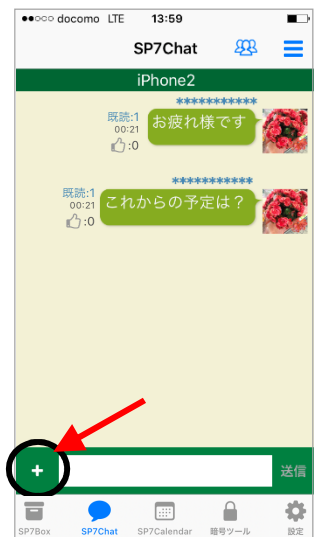 docomo LTE 13:59
SP7Chat
iPhone2
***********
既読:1
00:21
:0
お疲れ様です
***********
既読:1
00:21
:0
これからの予定は？
+
送信
SP7Box SP7Chat SP7Calendar 暗号ツール 設定